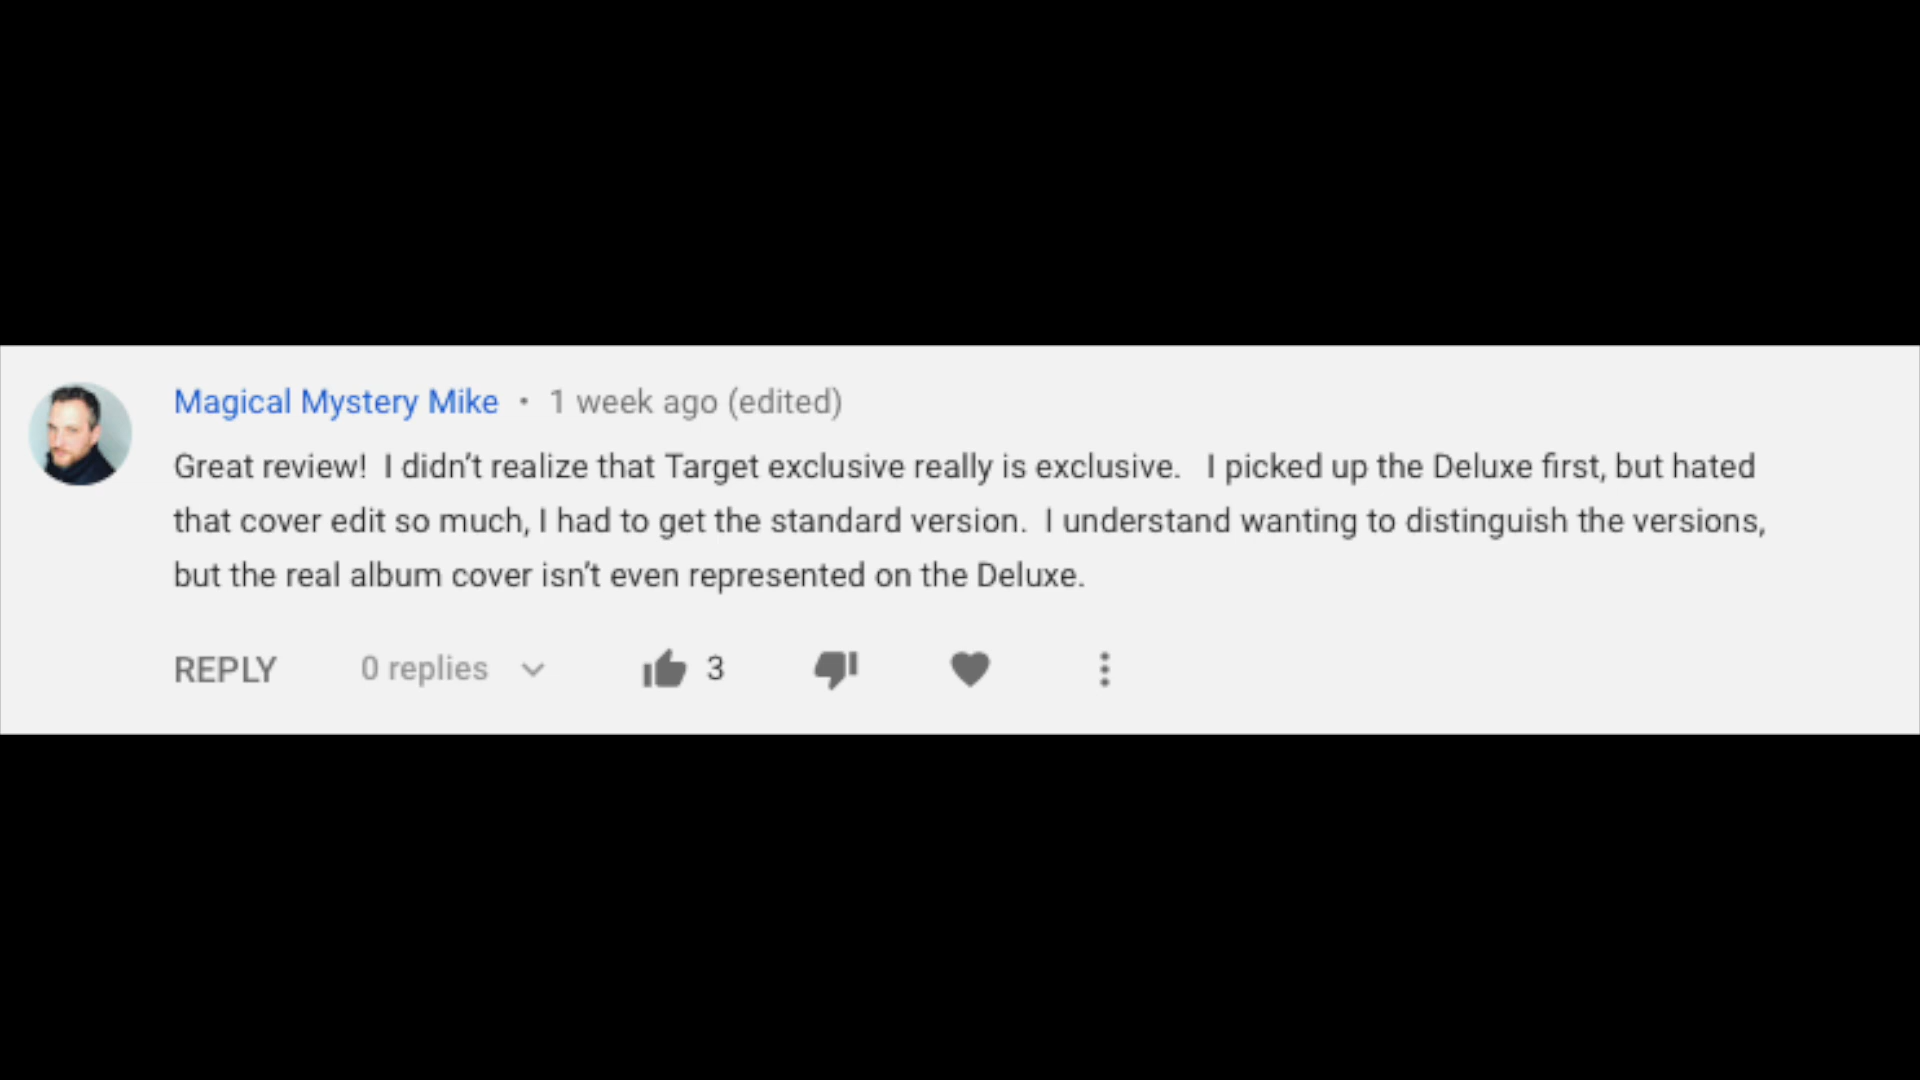 Magical Mystery Mike • 1 week ago (edited)
Great review!  I didn't realize that Target exclusive really is exclusive.   I picked up the Deluxe first, but hated
that cover edit so much, I had to get the standard version.  I understand wanting to distinguish the versions,
but the real album cover isn't even represented on the Deluxe.
REPLY 0 replies 3